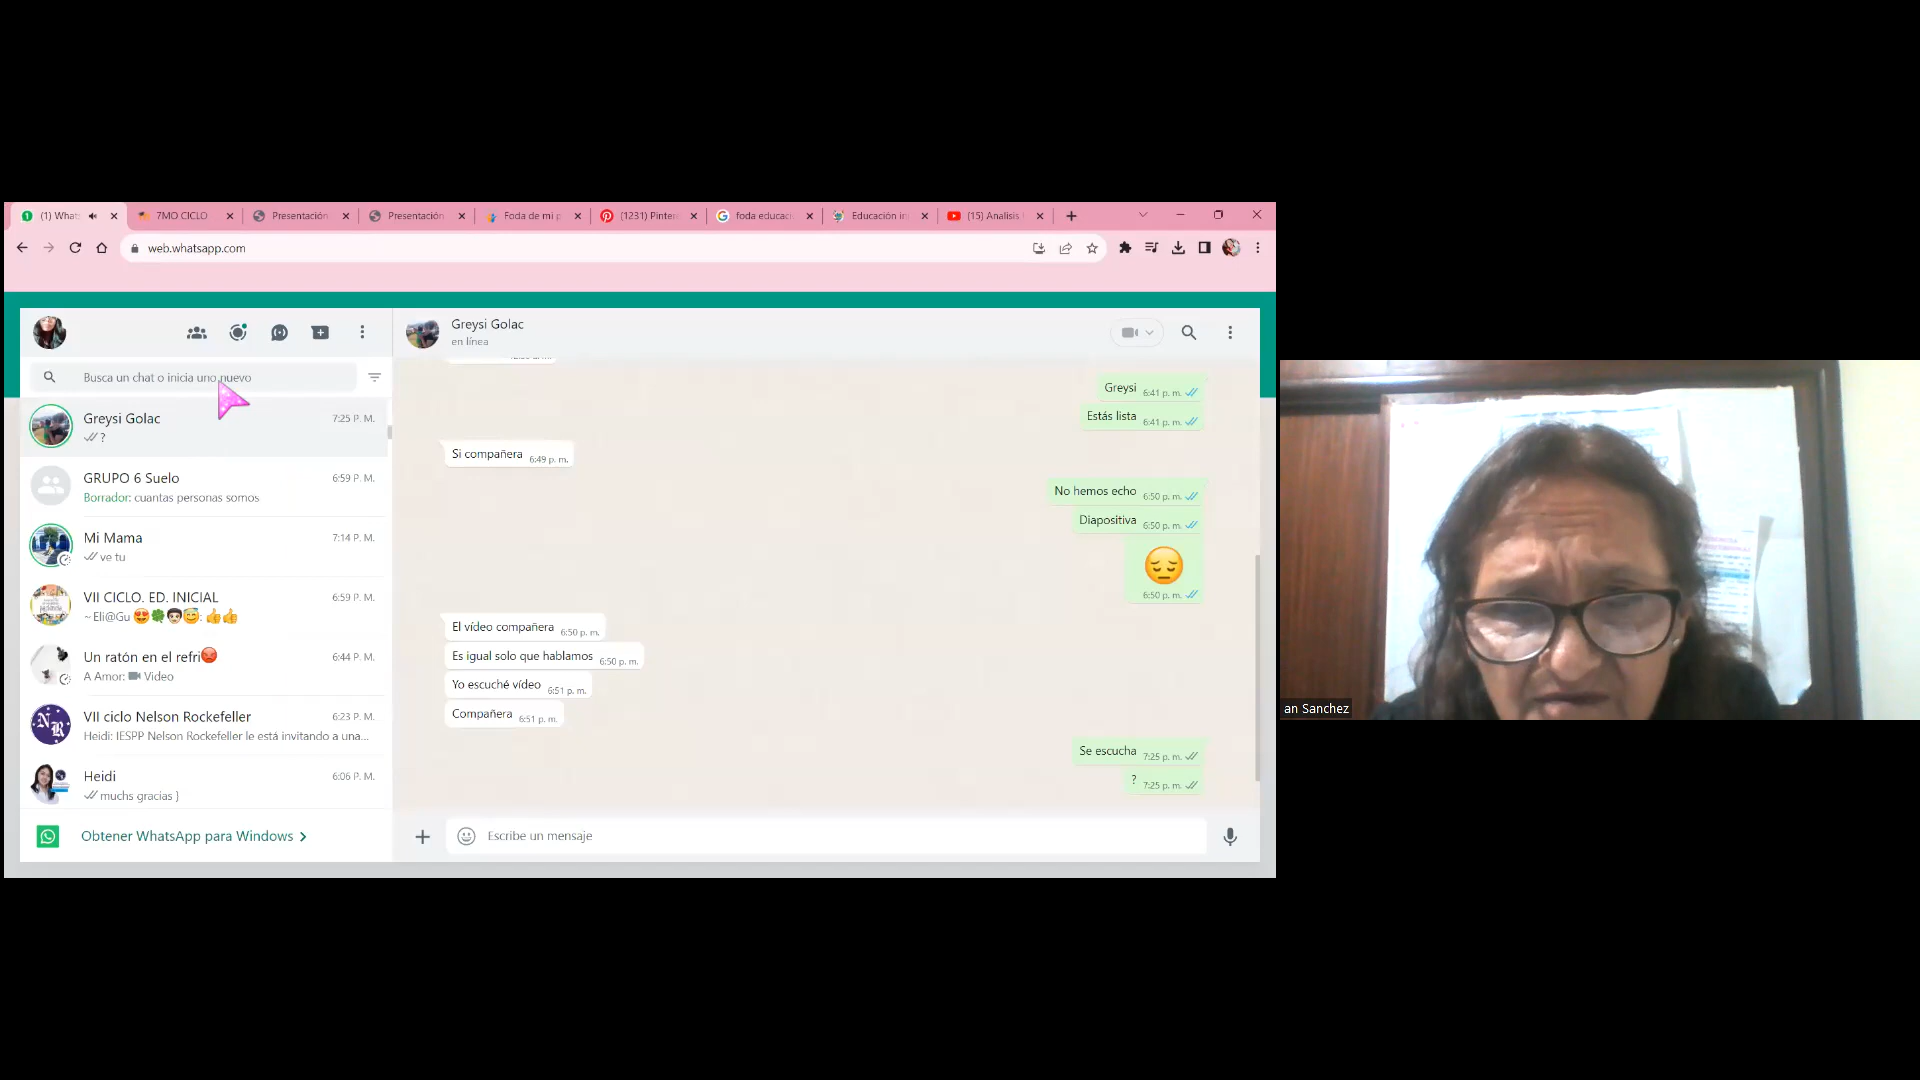 (1) What
7MO CICLO
Presentación
Presentación
Foda de mi p
(1231) Pinter
foda educaci
Educación in
(15) Analisis
web.whatsapp.com
Busca un chat o inicia uno nuevo
Greysi Golac
7:25 P. M.
?
GRUPO 6 Suelo
6:59 P. M.
Borrador: cuantas personas somos
Mi Mama
7:14 P. M.
ve tu
VII CICLO. ED. INICIAL
6:59 P. M.
~Eli@Gu 😍🍀👦🏻😇: 👍👍
Un ratón en el refri😡
6:44 P. M.
A Amor: Video
VII ciclo Nelson Rockefeller
6:23 P. M.
Heidi: IESPP Nelson Rockefeller le está invitando a una...
Heidi
6:06 P. M.
muchs gracias )
Obtener WhatsApp para Windows
Greysi Golac
en línea
Greysi 6:41 p. m.
Estás lista 6:41 p. m.
Si compañera 6:49 p. m.
No hemos echo 6:50 p. m.
Diapositiva 6:50 p. m.
😔
6:50 p. m.
El vídeo compañera 6:50 p. m.
Es igual solo que hablamos 6:50 p. m.
Yo escuché vídeo 6:51 p. m.
Compañera 6:51 p. m.
Se escucha 7:25 p. m.
? 7:25 p. m.
Escribe un mensaje
an Sanchez